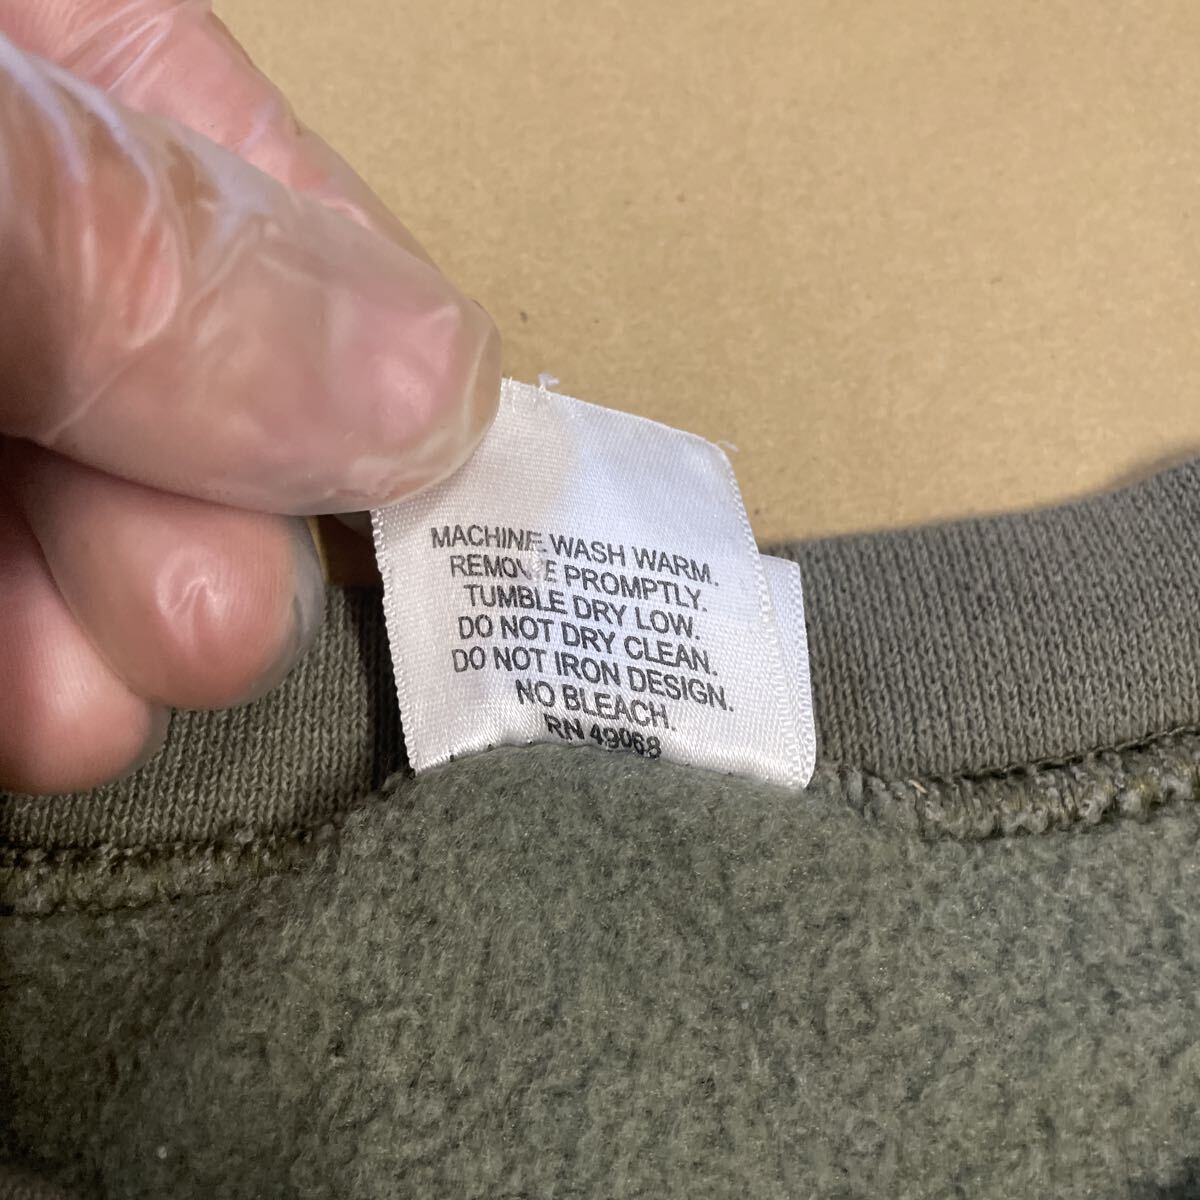 MACHINE WASH WARM.
REMOVE PROMPTLY.
TUMBLE DRY LOW.
DO NOT DRY CLEAN.
DO NOT IRON DESIGN.
NO BLEACH.
RN 49068